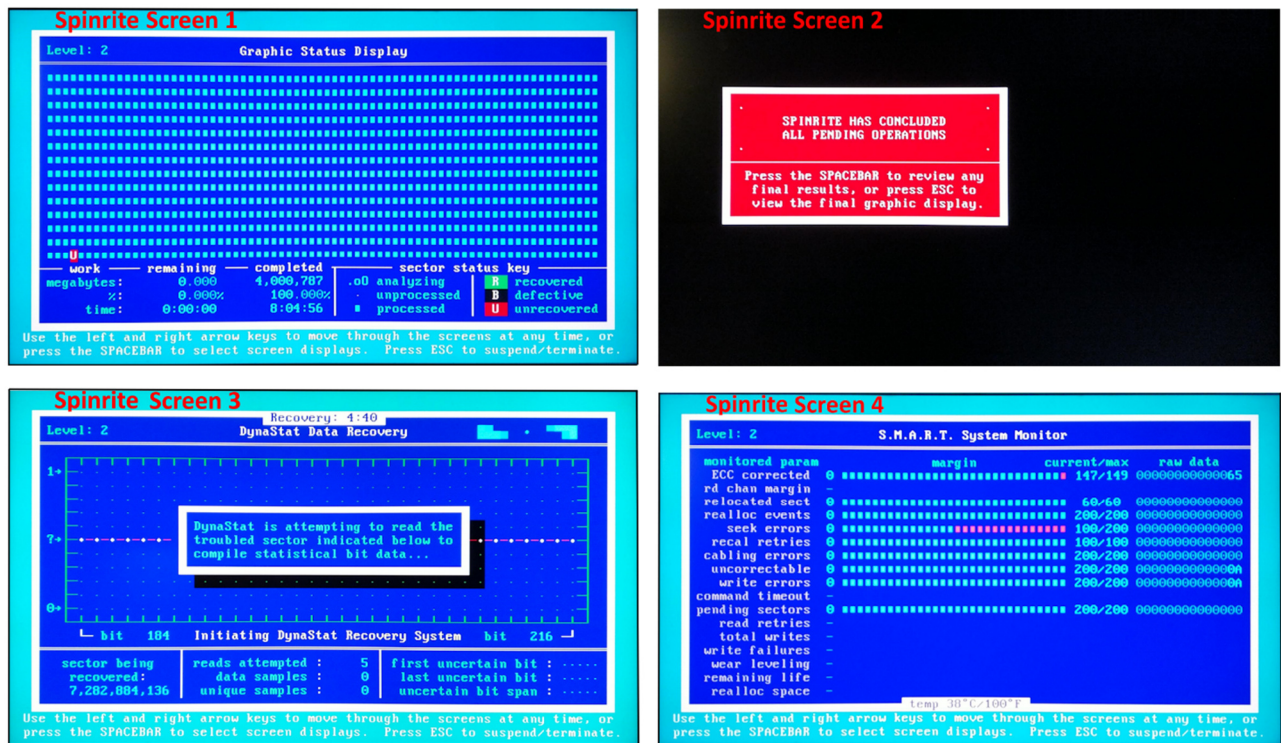 Spinrite Screen 1
Level: 2 Graphic Status Display
U
work remaining completed sector status key
megabytes: 0.000 4,000,787 .oO analyzing R recovered
%: 0.000% 100.000% · unprocessed B defective
time: 0:00:00 8:04:56 processed U unrecovered
Use the left and right arrow keys to move through the screens at any time, or
press the SPACEBAR to select screen displays. Press ESC to suspend/terminate.
Spinrite Screen 2
SPINRITE HAS CONCLUDED
ALL PENDING OPERATIONS
Press the SPACEBAR to review any
final results, or press ESC to
view the final graphic display.
Spinrite Screen 3
Recovery: 4:40
Level: 2 DynaStat Data Recovery
1→
DynaStat is attempting to read the
troubled sector indicated below to
compile statistical bit data...
?→
0→
bit 184 Initiating DynaStat Recovery System bit 216
sector being reads attempted : 5 first uncertain bit : .....
recovered: data samples : 0 last uncertain bit : .....
7,282,884,136 unique samples : 0 uncertain bit span : .....
Use the left and right arrow keys to move through the screens at any time, or
press the SPACEBAR to select screen displays. Press ESC to suspend/terminate.
Spinrite Screen 4
Level: 2 S.M.A.R.T. System Monitor
monitored param margin current/max raw data
ECC corrected 0 147/149 00000000000065
rd chan margin -
relocated sect 0 60/60 00000000000000
realloc events 0 200/200 00000000000000
seek errors 0 100/200 00000000000000
recal retries 0 100/100 00000000000000
cabling errors 0 200/200 00000000000000
uncorrectable 0 200/200 0000000000000A
write errors 0 200/200 0000000000000A
command timeout -
pending sectors 0 200/200 00000000000000
read retries -
total writes -
write failures -
wear leveling -
remaining life -
realloc space -
temp 38°C/100°F
Use the left and right arrow keys to move through the screens at any time, or
press the SPACEBAR to select screen displays. Press ESC to suspend/terminate.